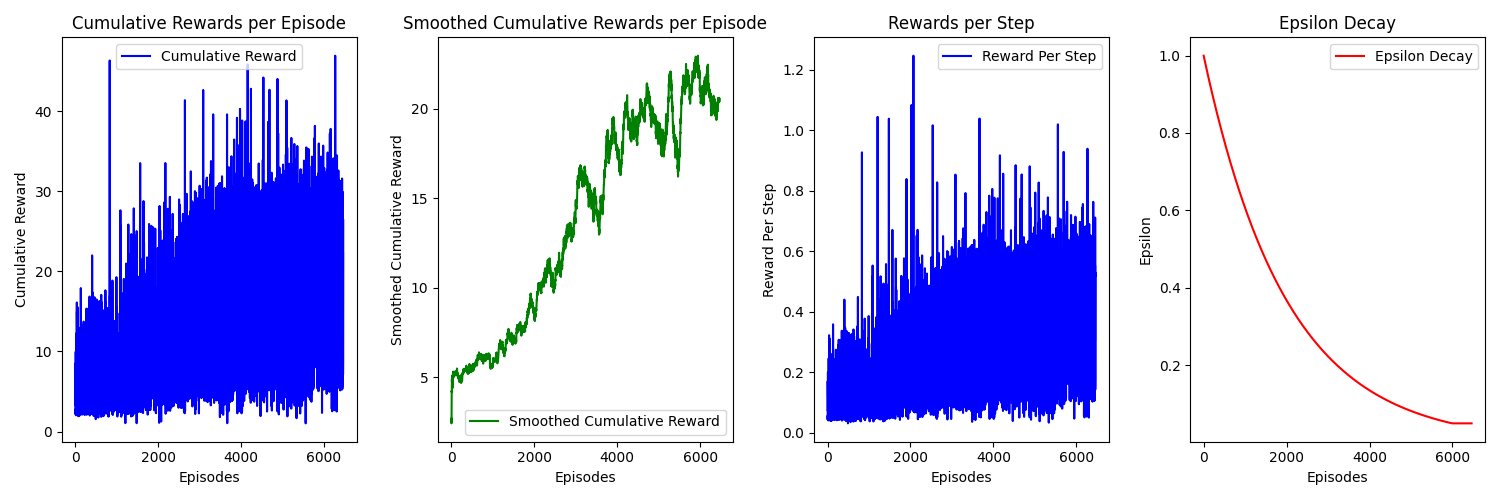 Cumulative Rewards per Episode
Cumulative Reward
40
30
20
10
0
Cumulative Reward
0 2000 4000 6000
Episodes
Smoothed Cumulative Rewards per Episode
20
15
10
5
Smoothed Cumulative Reward
Smoothed Cumulative Reward
0 2000 4000 6000
Episodes
Rewards per Step
Reward Per Step
1.2
1.0
0.8
0.6
0.4
0.2
0.0
Reward Per Step
0 2000 4000 6000
Episodes
Epsilon Decay
Epsilon Decay
1.0
0.8
0.6
0.4
0.2
Epsilon
0 2000 4000 6000
Episodes